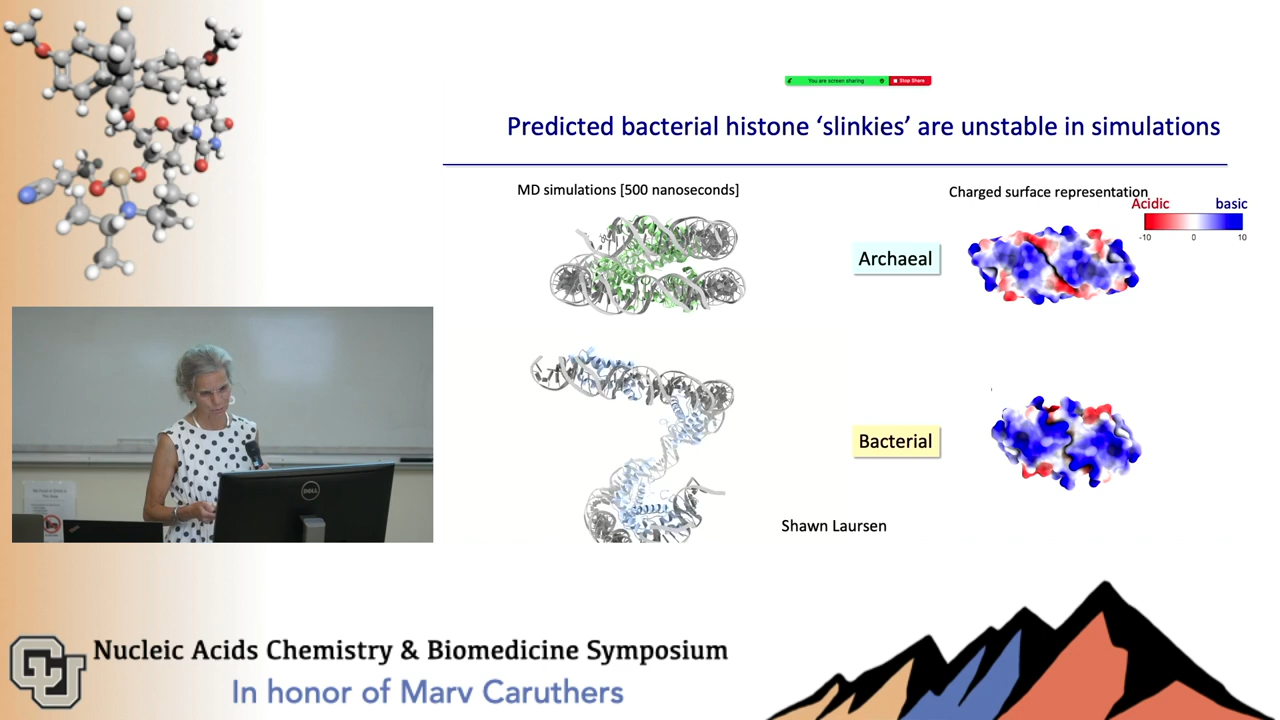 You are screen sharing
Stop Share
Predicted bacterial histone ‘slinkies’ are unstable in simulations
MD simulations [500 nanoseconds]
Charged surface representation
Acidic
basic
-10
0
10
Archaeal
Bacterial
Shawn Laursen
DELL
CU
Nucleic Acids Chemistry & Biomedicine Symposium
In honor of Marv Caruthers